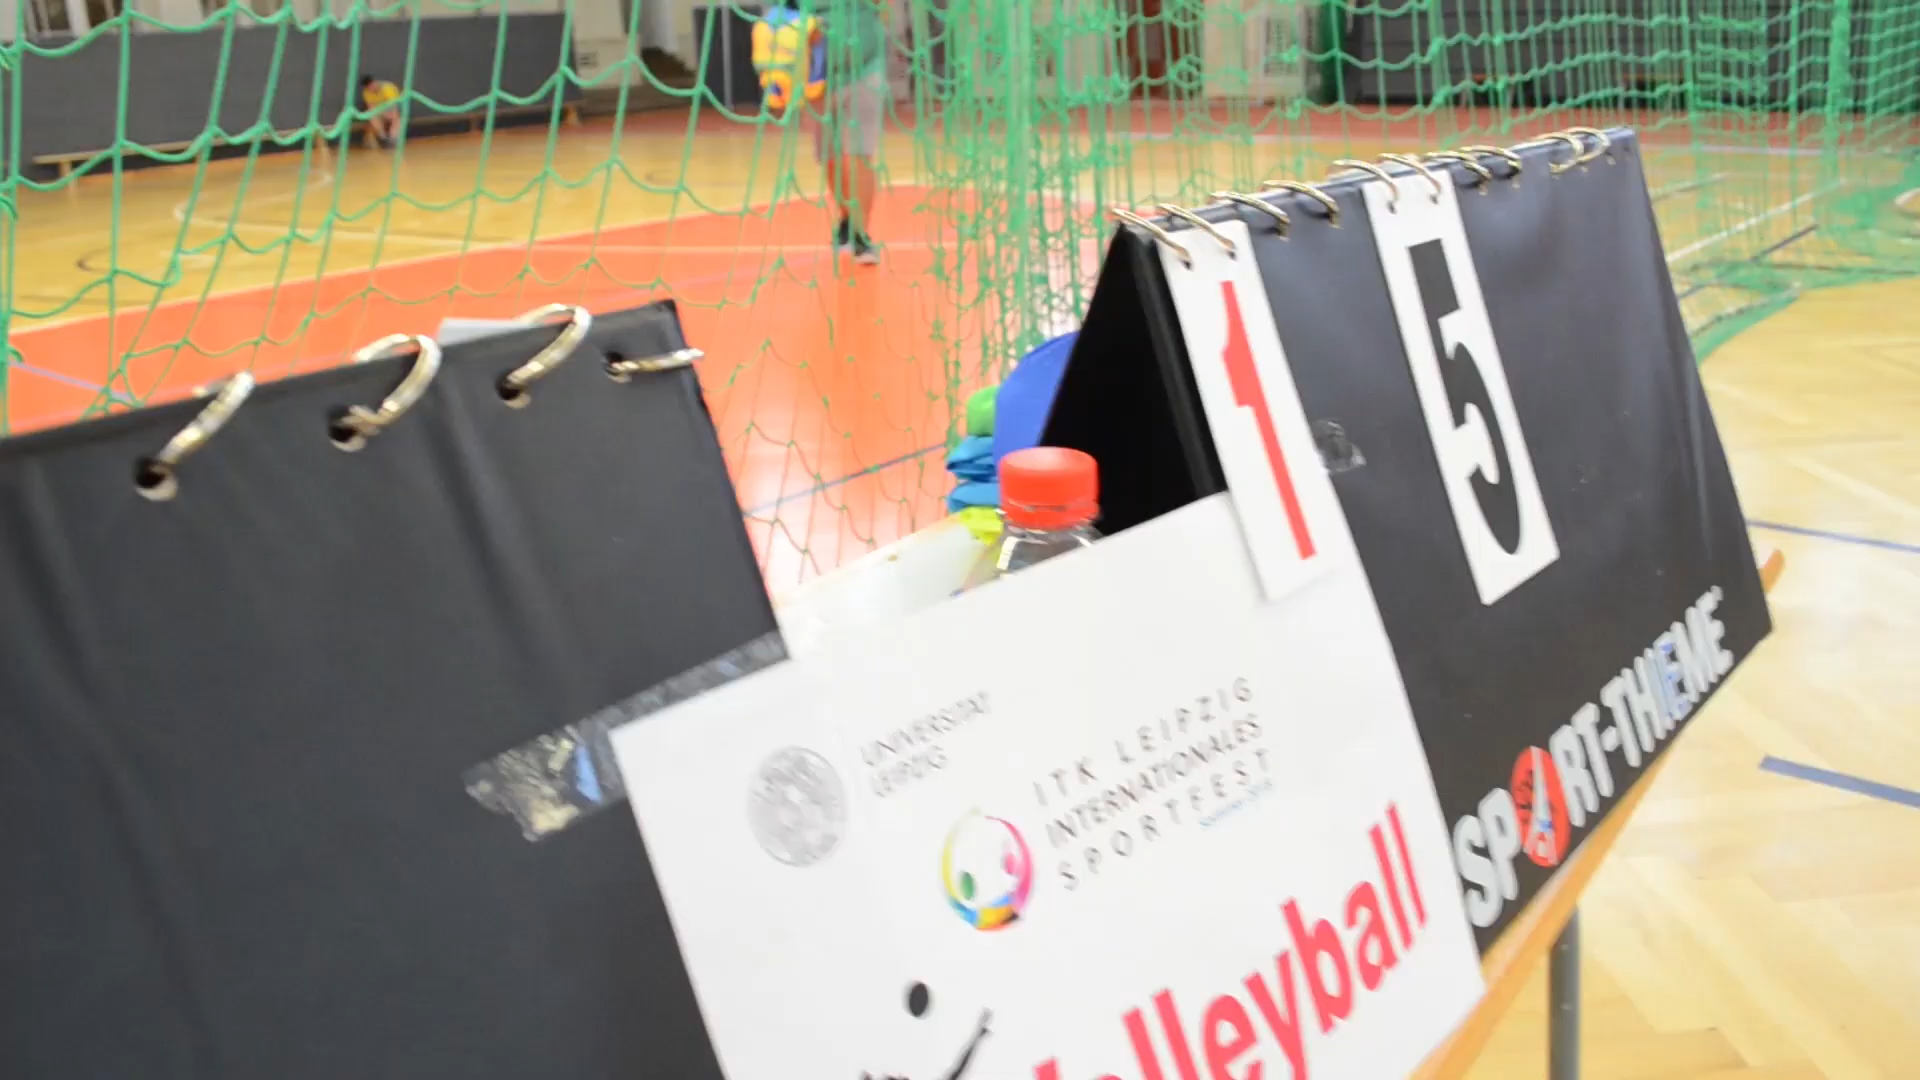 1 5
SPORT-THIEME
UNIVERSITÄT
LEIPZIG
ITK LEIPZIG
INTERNATIONALES
SPORTFEST
Volleyball